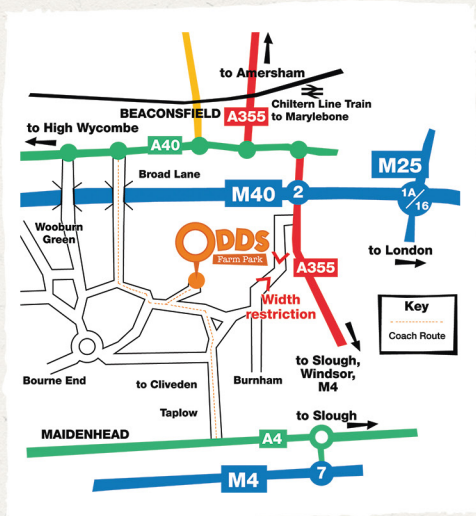 to Amersham
Chiltern Line Train
to Marylebone
BEACONSFIELD
A355
to High Wycombe
A40
Broad Lane
M25
M40
2
1A/16
Wooburn
Green
ODDS
Farm Park
to London
A355
Width
restriction
Key
Coach Route
to Slough,
Windsor,
M4
Bourne End
to Cliveden
Burnham
Taplow
to Slough
MAIDENHEAD
A4
M4
7